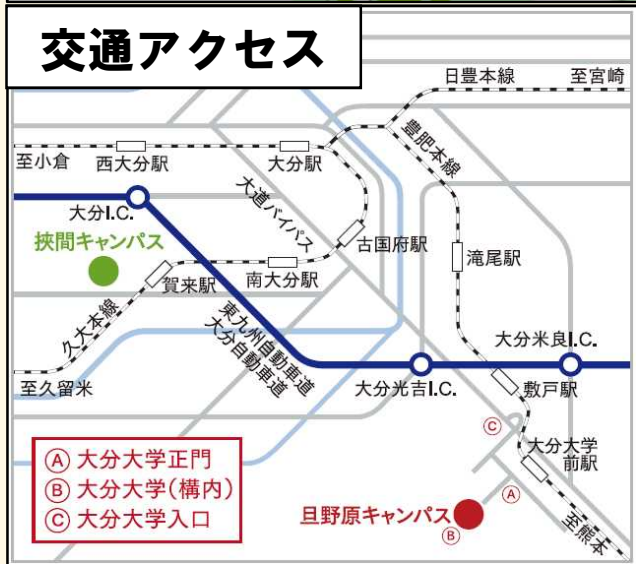 交通アクセス
日豊本線
至宮崎
豊肥本線
至小倉
西大分駅
大分駅
大道バイパス
大分I.C.
古国府駅
滝尾駅
挾間キャンパス
賀来駅
南大分駅
久大本線
東九州自動車道
大分自動車道
大分米良I.C.
至久留米
大分光吉I.C.
敷戸駅
Ⓒ
大分大学
前駅
Ⓐ 大分大学正門
Ⓑ 大分大学(構内)
Ⓒ 大分大学入口
Ⓐ
旦野原キャンパス
Ⓑ
至熊本